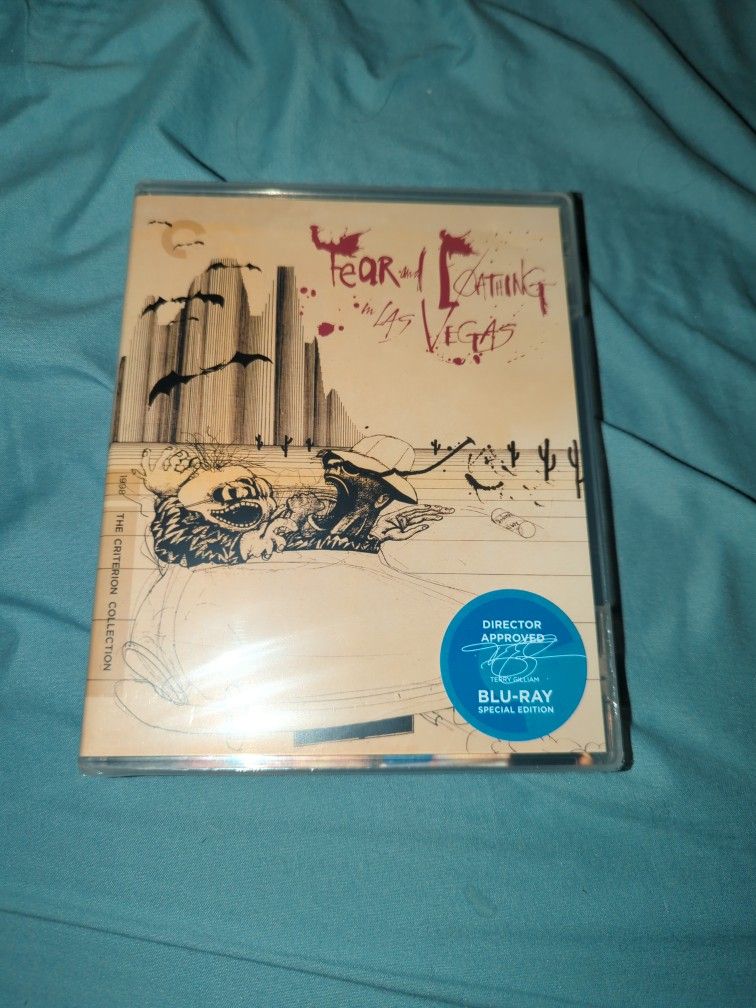 Fear and Loathing
in Las Vegas
1998 THE CRITERION COLLECTION
DIRECTOR
APPROVED
TERRY GILLIAM
BLU-RAY
SPECIAL EDITION